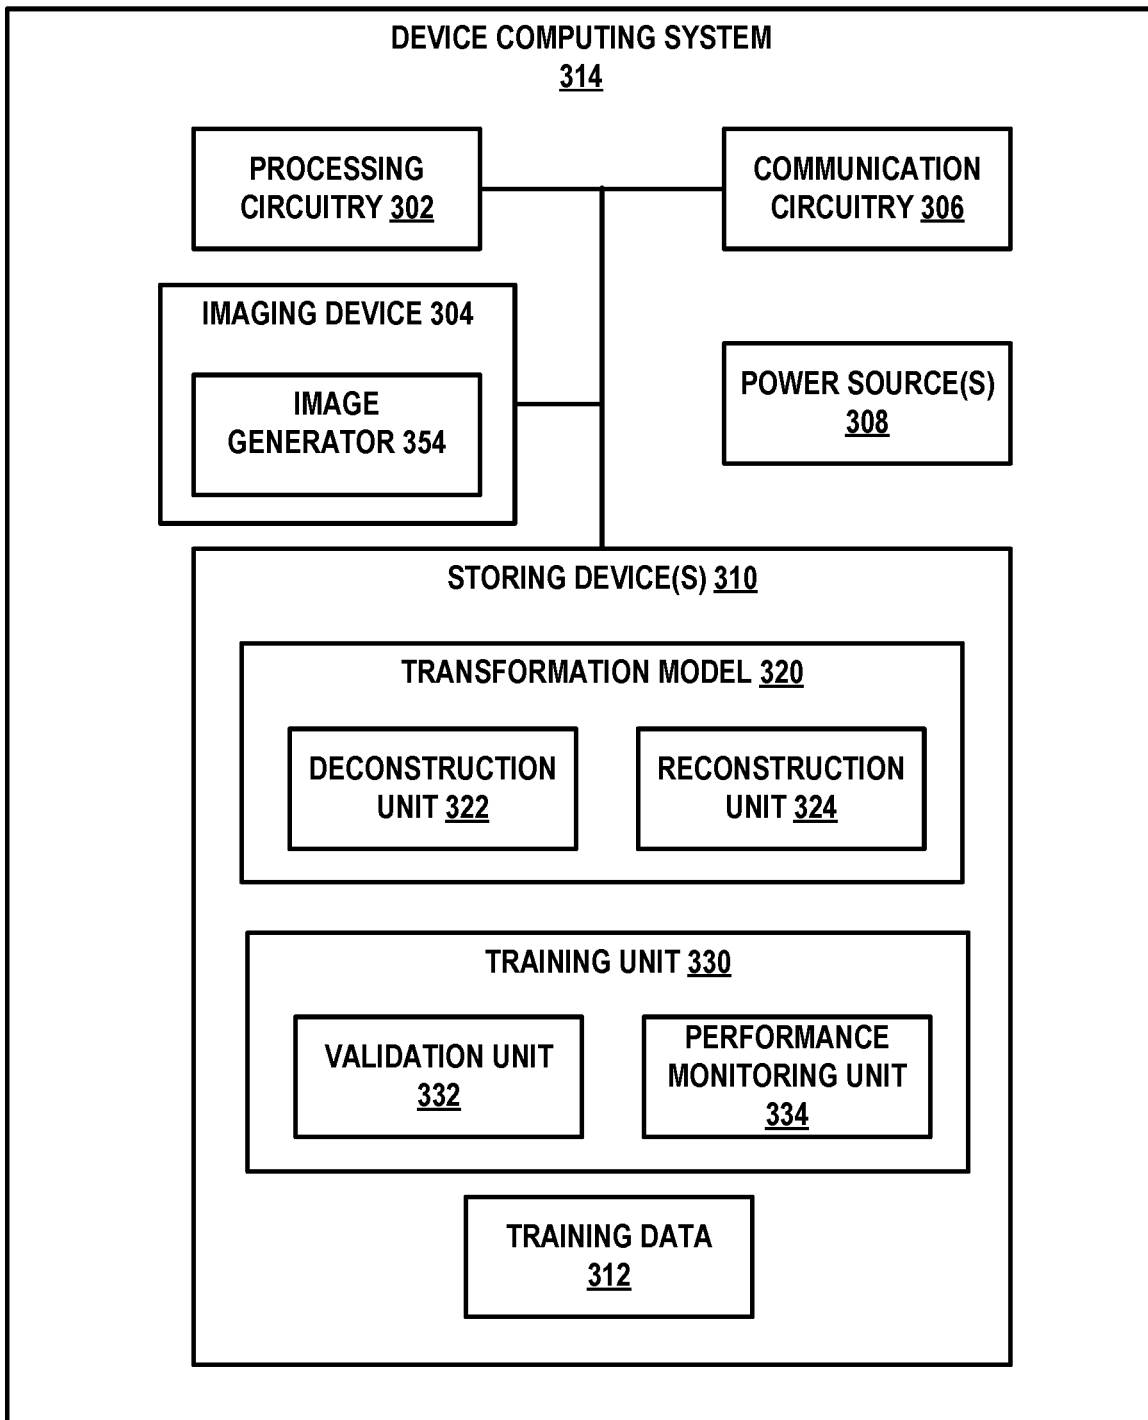 DEVICE COMPUTING SYSTEM
314
PROCESSING
CIRCUITRY 302
COMMUNICATION
CIRCUITRY 306
IMAGING DEVICE 304
IMAGE
GENERATOR 354
POWER SOURCE(S)
308
STORING DEVICE(S) 310
TRANSFORMATION MODEL 320
DECONSTRUCTION
UNIT 322
RECONSTRUCTION
UNIT 324
TRAINING UNIT 330
VALIDATION UNIT
332
PERFORMANCE
MONITORING UNIT
334
TRAINING DATA
312